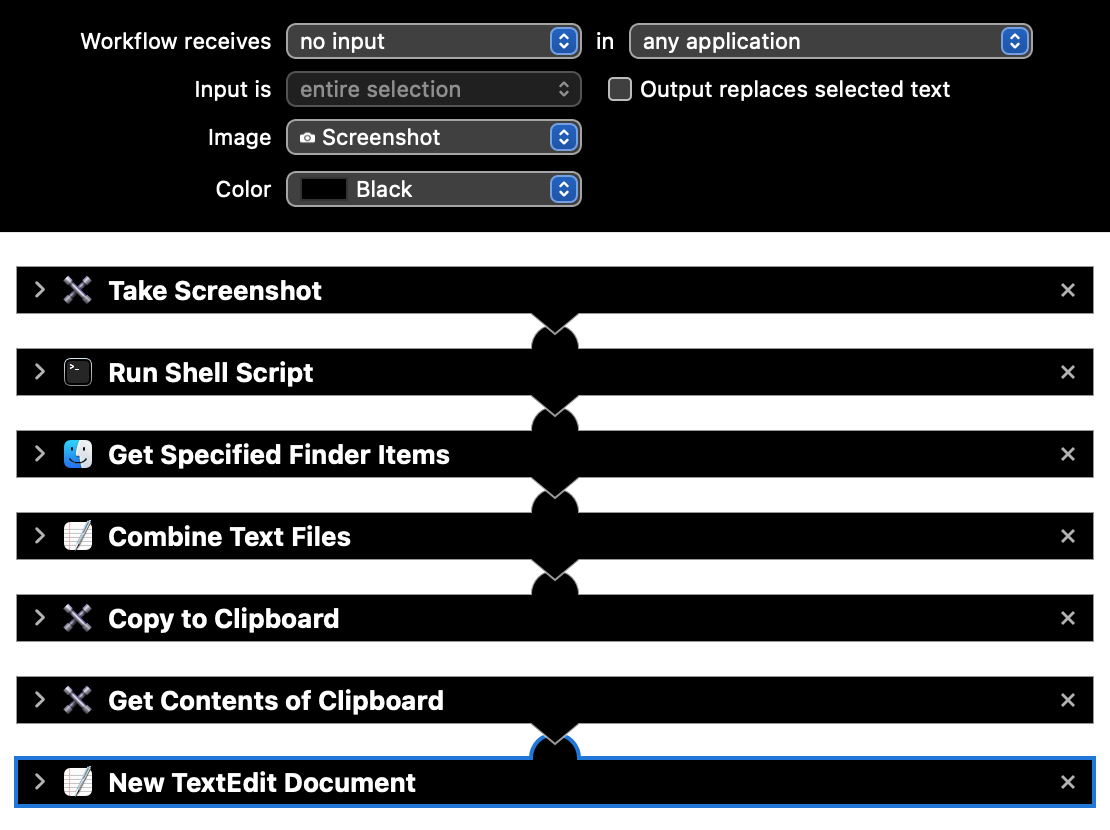 Workflow receives no input in any application
Input is entire selection Output replaces selected text
Image Screenshot
Color Black
Take Screenshot
Run Shell Script
Get Specified Finder Items
Combine Text Files
Copy to Clipboard
Get Contents of Clipboard
New TextEdit Document